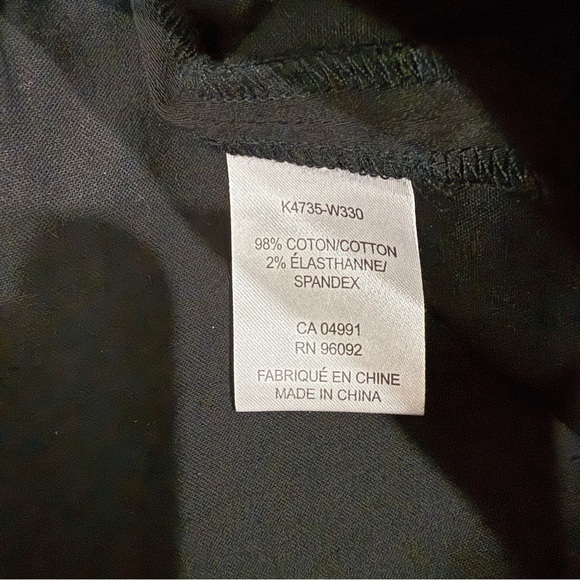 K4735-W330
98% COTON/COTTON
2% ÉLASTHANNE/
SPANDEX
CA 04991
RN 96092
FABRIQUÉ EN CHINE
MADE IN CHINA